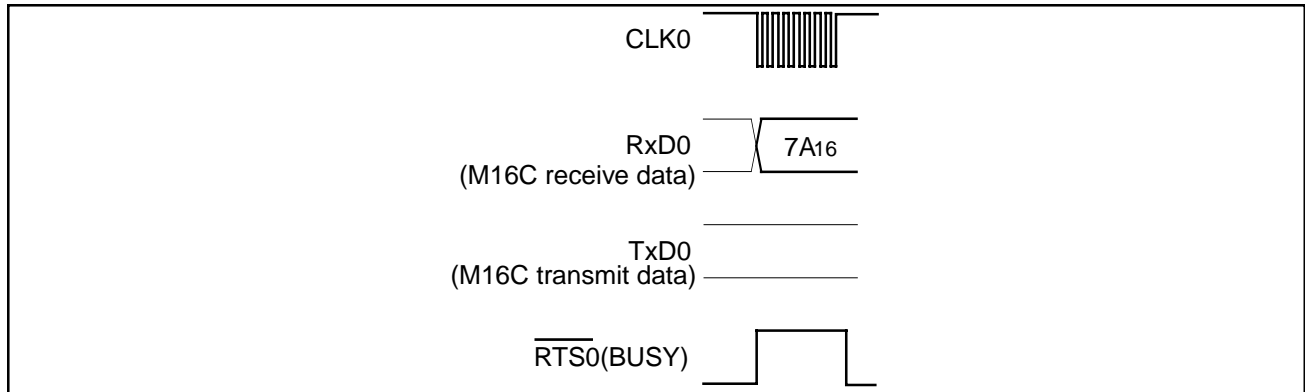 CLK0
RxD0
(M16C receive data)
7A16
TxD0
(M16C transmit data)
RTS0(BUSY)